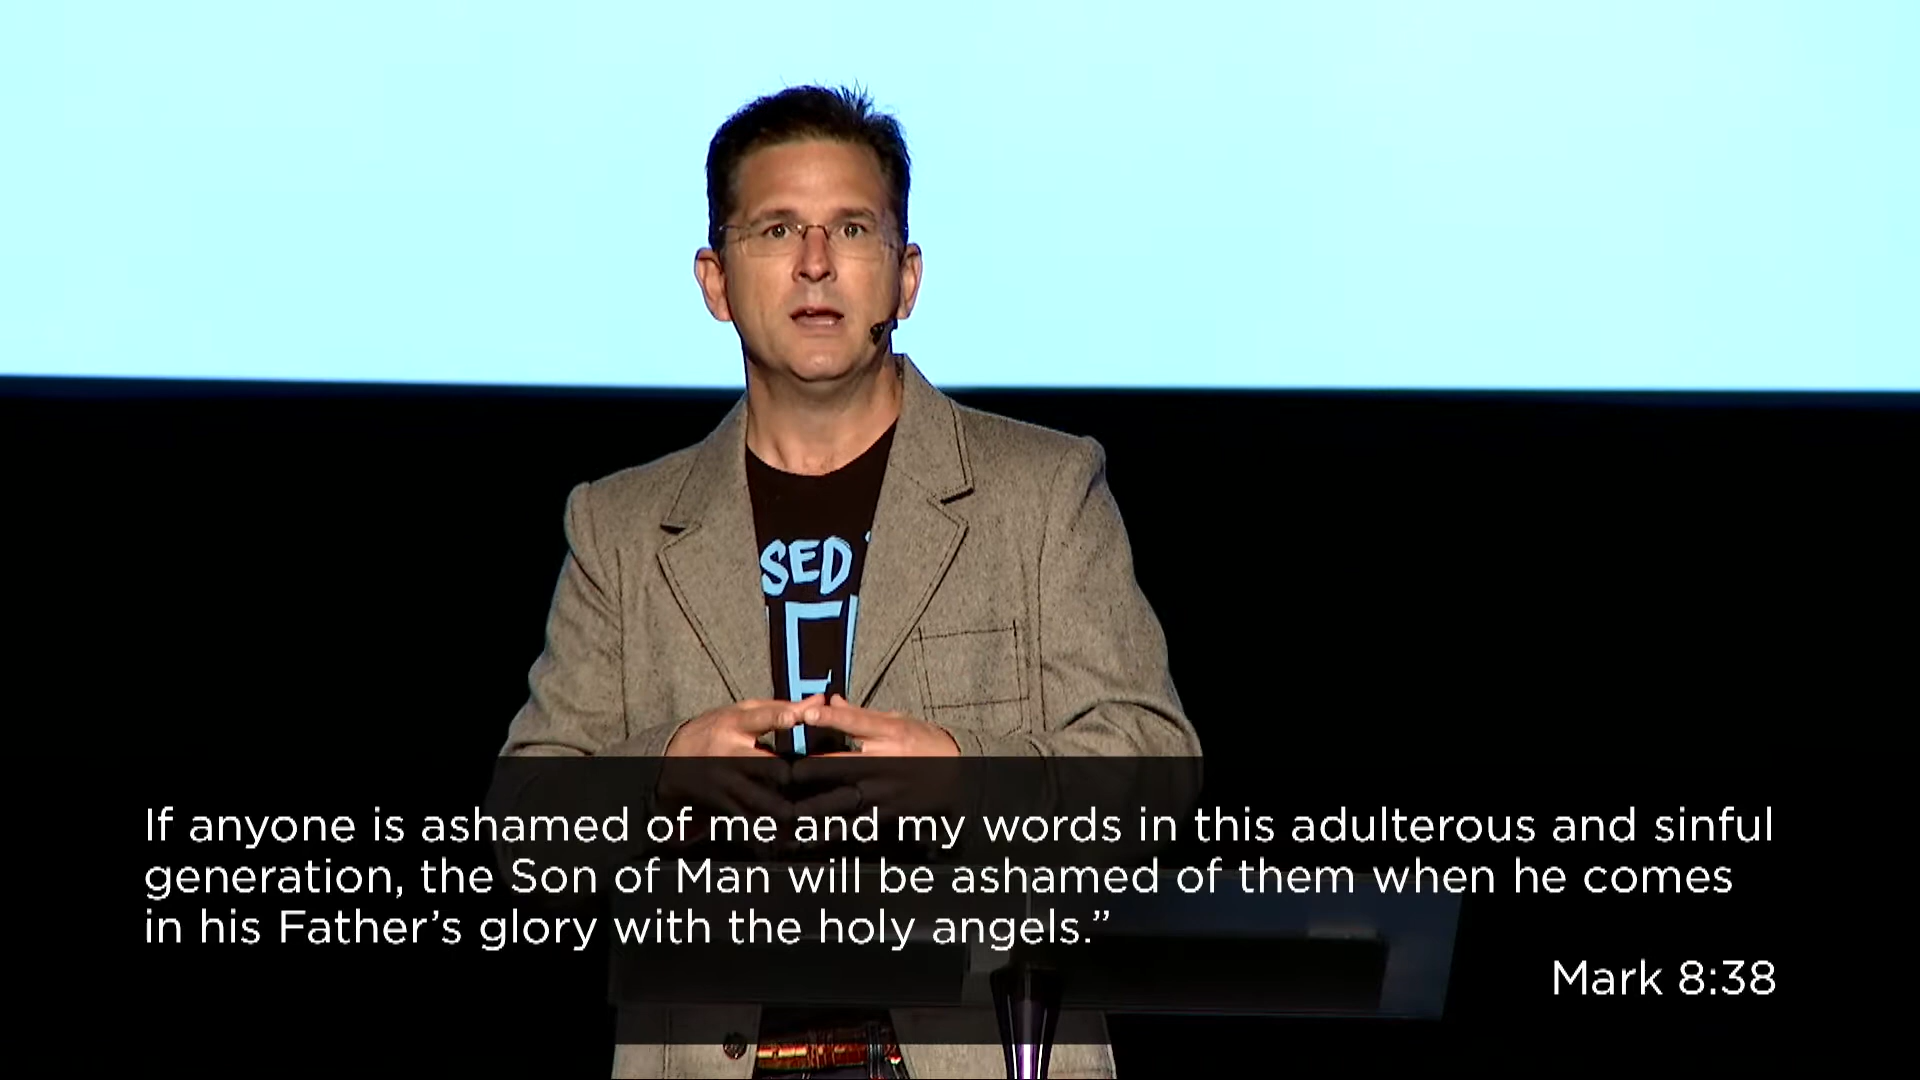 SED
If anyone is ashamed of me and my words in this adulterous and sinful
generation, the Son of Man will be ashamed of them when he comes
in his Father’s glory with the holy angels.”
Mark 8:38